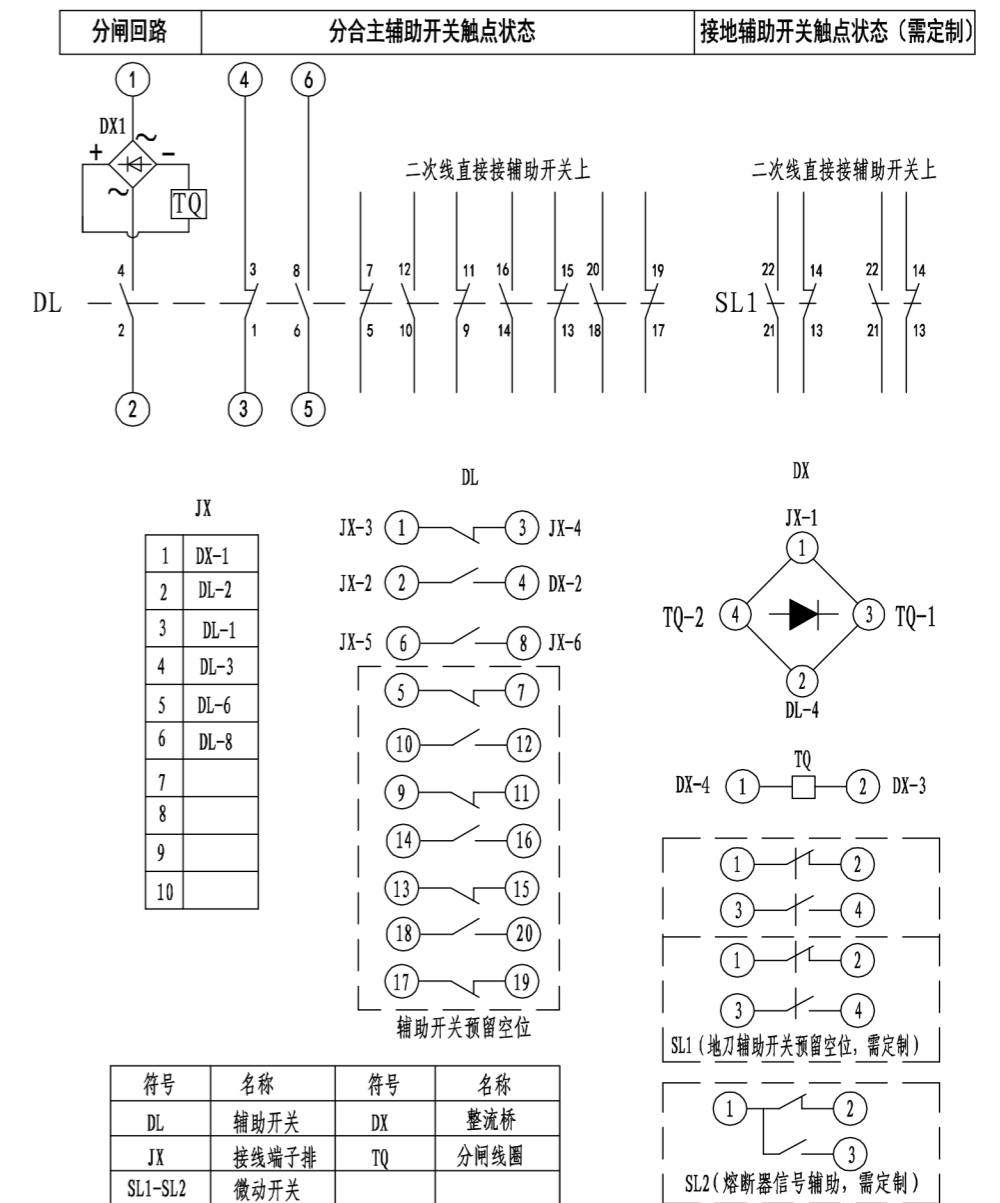 分闸回路 分合主辅助开关触点状态 接地辅助开关触点状态（需定制）
1 4 6
DX1
+ ~ -
~
TQ
二次线直接接辅助开关上 二次线直接接辅助开关上
4 3 8 7 12 11 16 15 20 19 22 14 22 14
DL SL1
2 1 6 5 10 9 14 13 18 17 21 13 21 13
2 3 5
JX
1 DX-1
2 DL-2
3 DL-1
4 DL-3
5 DL-6
6 DL-8
7
8
9
10
DL
JX-3 1 3 JX-4
JX-2 2 4 DX-2
JX-5 6 8 JX-6
5 7
10 12
9 11
14 16
13 15
18 20
17 19
辅助开关预留空位
DX
JX-1
1
TQ-2 4 3 TQ-1
2
DL-4
TQ
DX-4 1 2 DX-3
1 2
3 4
1 2
3 4
SL1（地刀辅助开关预留空位，需定制）
1 2
3
SL2（熔断器信号辅助，需定制）
符号 名称 符号 名称
DL 辅助开关 DX 整流桥
JX 接线端子排 TQ 分闸线圈
SL1-SL2 微动开关